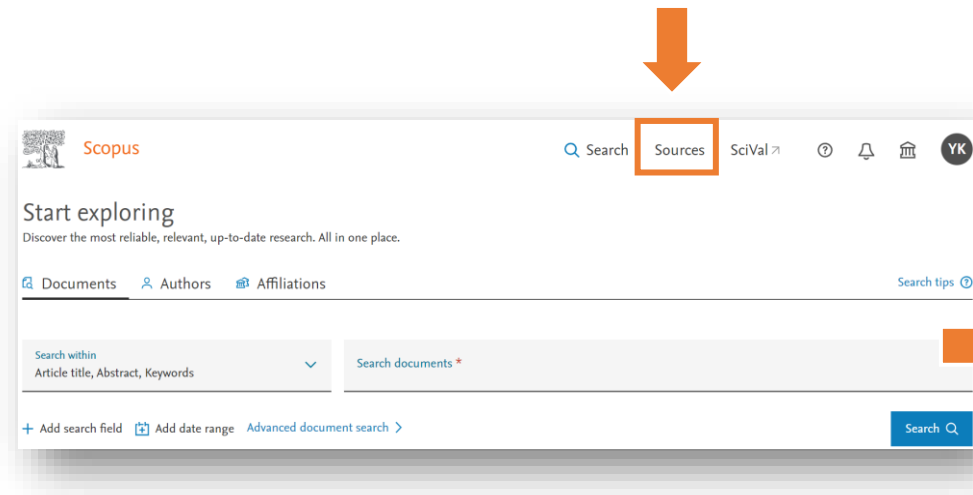 Scopus
Search Sources SciVal YK
Start exploring
Discover the most reliable, relevant, up-to-date research. All in one place.
Documents Authors Affiliations Search tips
Search within
Article title, Abstract, Keywords
Search documents *
+ Add search field Add date range Advanced document search >
Search